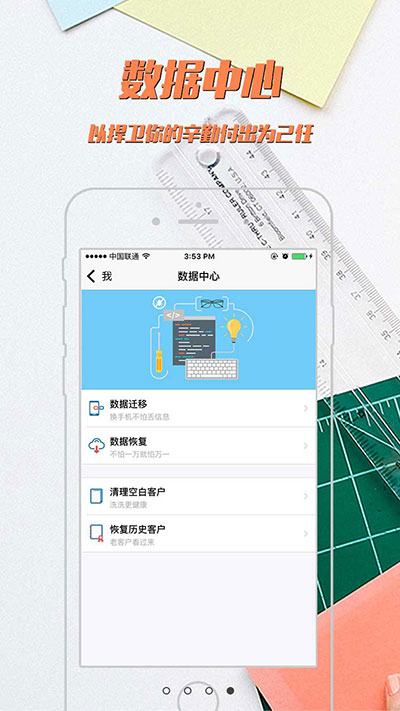 数据中心
以捍卫你的辛勤付出为己任
中国联通
3:53 PM
我
数据中心
</>
数据迁移
换手机不怕丢信息
数据恢复
不怕一万就怕万一
清理空白客户
洗洗更健康
恢复历史客户
老客户看过来